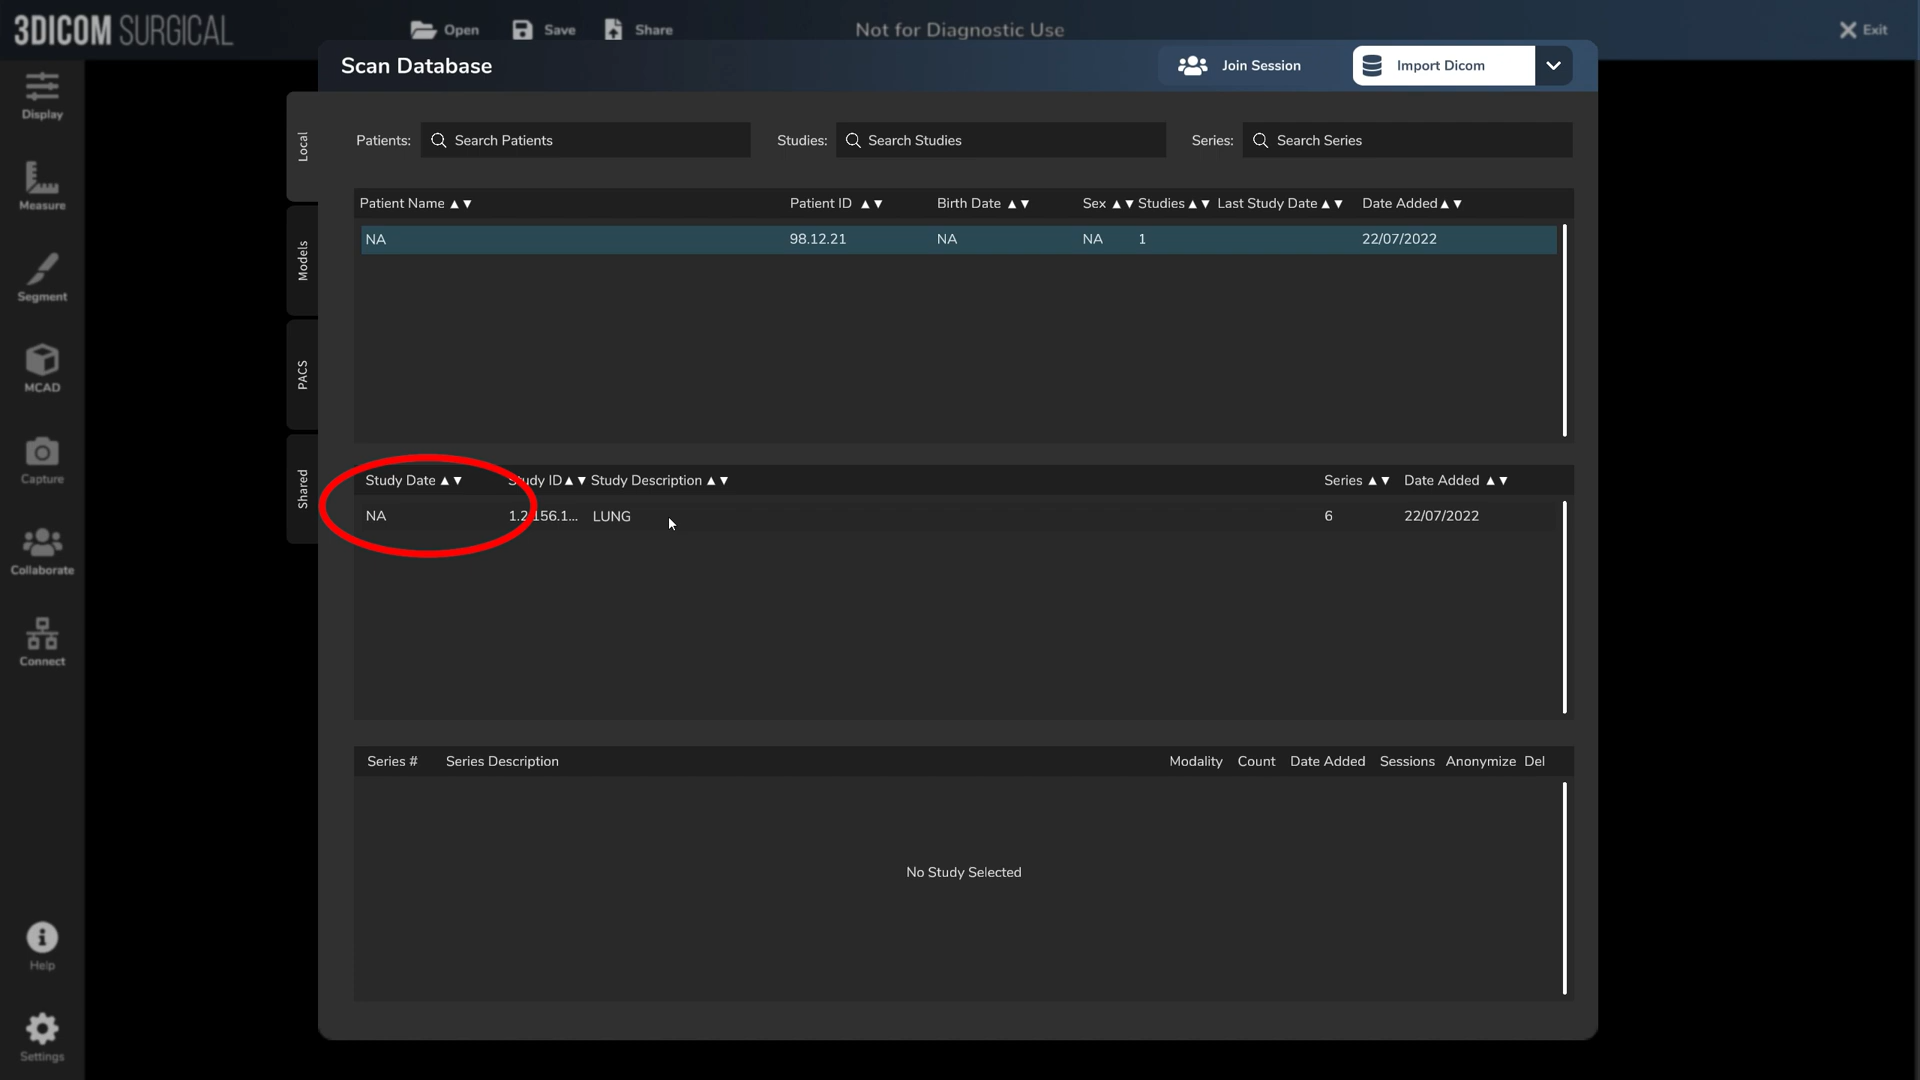 3DICOM SURGICAL
Open
Save
Share
Not for Diagnostic Use
Exit
Scan Database
Join Session
Import Dicom
Display
Measure
Segment
MCAD
Capture
Collaborate
Connect
Help
Settings
Local
Models
PACS
Shared
Patients: Search Patients
Studies: Search Studies
Series: Search Series
Patient Name ▲▼ Patient ID ▲▼ Birth Date ▲▼ Sex ▲▼ Studies ▲▼ Last Study Date ▲▼ Date Added ▲▼
NA 98.12.21 NA NA 1 22/07/2022
Study Date ▲▼ Study ID ▲▼ Study Description ▲▼ Series ▲▼ Date Added ▲▼
NA 1.2.156.1... LUNG 6 22/07/2022
Series # Series Description Modality Count Date Added Sessions Anonymize Del
No Study Selected